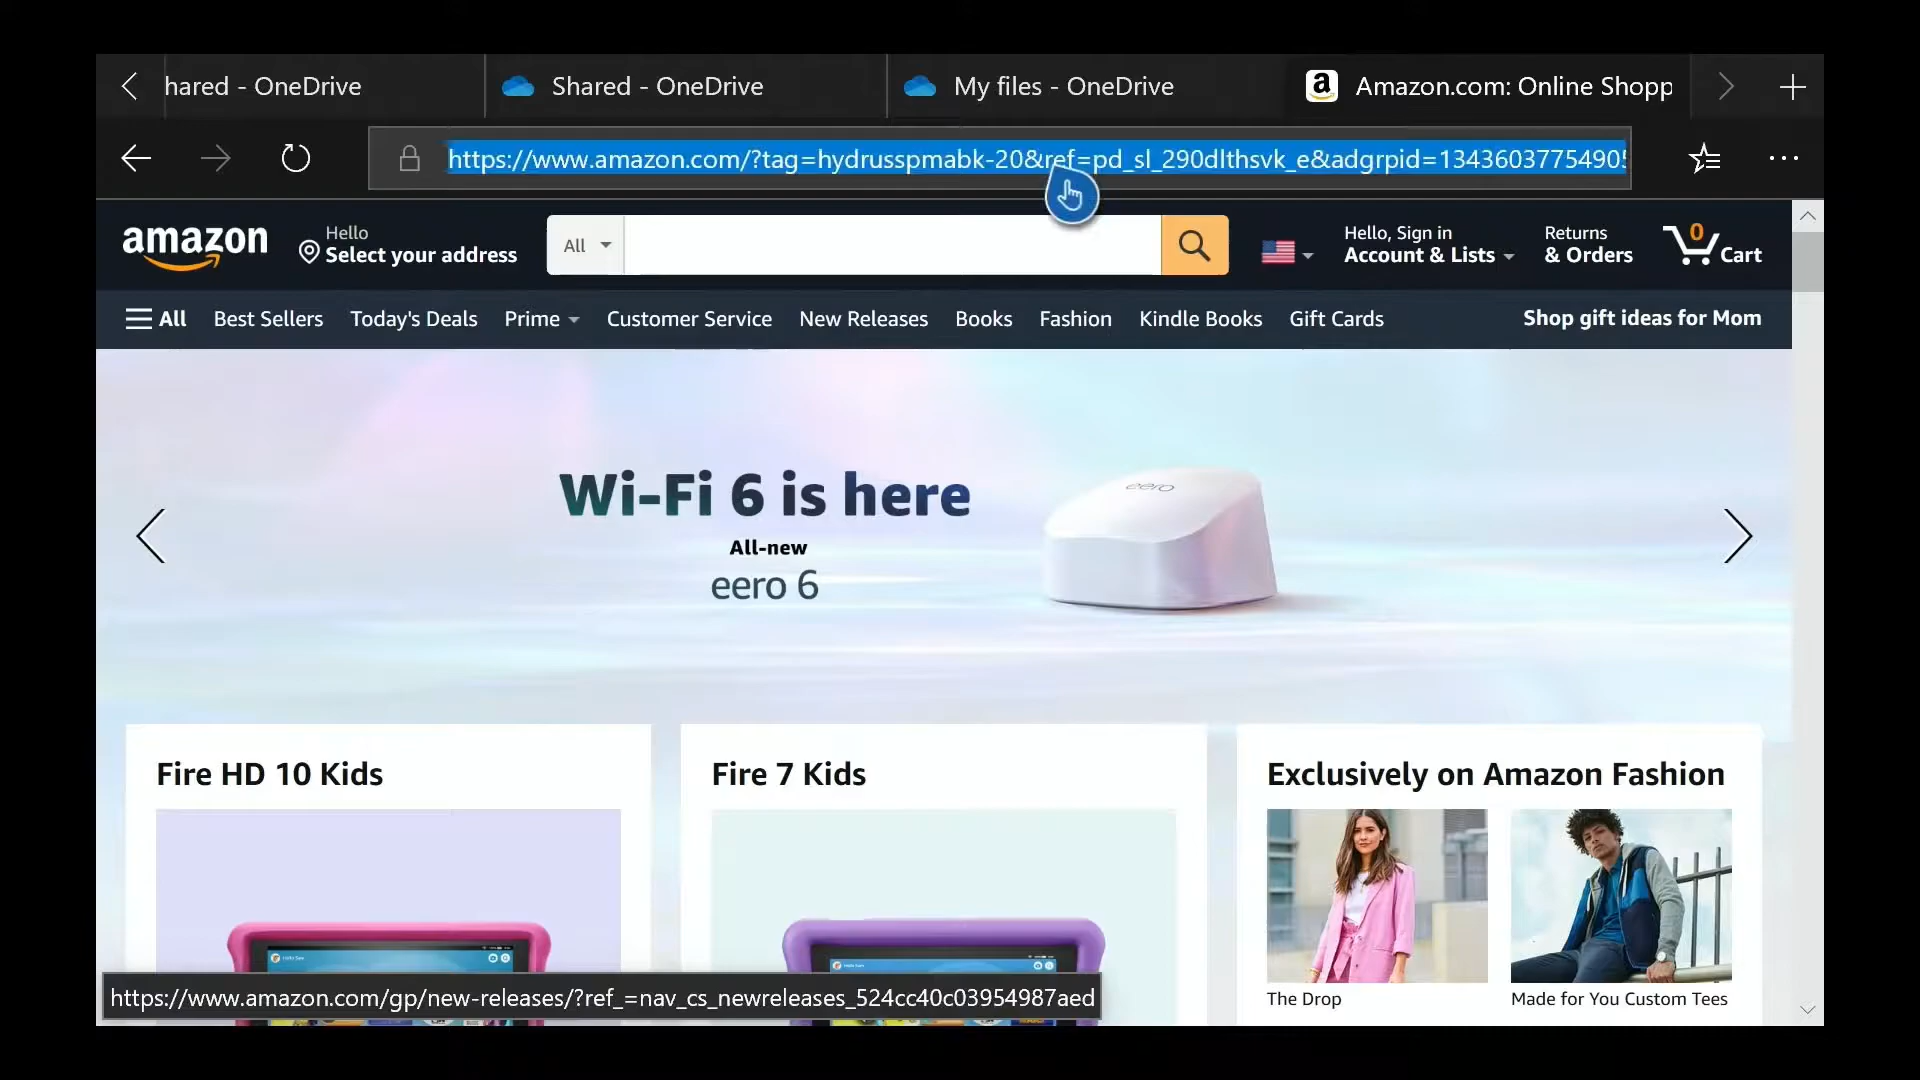 hared - OneDrive
Shared - OneDrive
My files - OneDrive
a Amazon.com: Online Shopp
https://www.amazon.com/?tag=hydrusspmabk-20&ref=pd_sl_290dlthsvk_e&adgrpid=13436037754905
amazon
Hello
Select your address
All
Hello, Sign in
Account & Lists
Returns
& Orders
0
Cart
All
Best Sellers
Today's Deals
Prime
Customer Service
New Releases
Books
Fashion
Kindle Books
Gift Cards
Shop gift ideas for Mom
Wi-Fi 6 is here
All-new
eero 6
eero
Fire HD 10 Kids
Fire 7 Kids
Exclusively on Amazon Fashion
The Drop
Made for You Custom Tees
https://www.amazon.com/gp/new-releases/?ref_=nav_cs_newreleases_524cc40c03954987aed